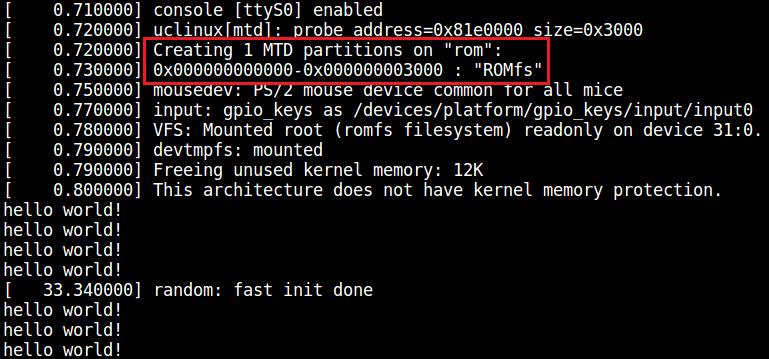 [    0.710000] console [ttyS0] enabled
[    0.720000] uclinux[mtd]: probe address=0x81e0000 size=0x3000
[    0.720000] Creating 1 MTD partitions on "rom":
[    0.730000] 0x000000000000-0x000000003000 : "ROMfs"
[    0.750000] mousedev: PS/2 mouse device common for all mice
[    0.770000] input: gpio_keys as /devices/platform/gpio_keys/input/input0
[    0.780000] VFS: Mounted root (romfs filesystem) readonly on device 31:0.
[    0.790000] devtmpfs: mounted
[    0.790000] Freeing unused kernel memory: 12K
[    0.800000] This architecture does not have kernel memory protection.
hello world!
hello world!
hello world!
hello world!
[   33.340000] random: fast init done
hello world!
hello world!
hello world!